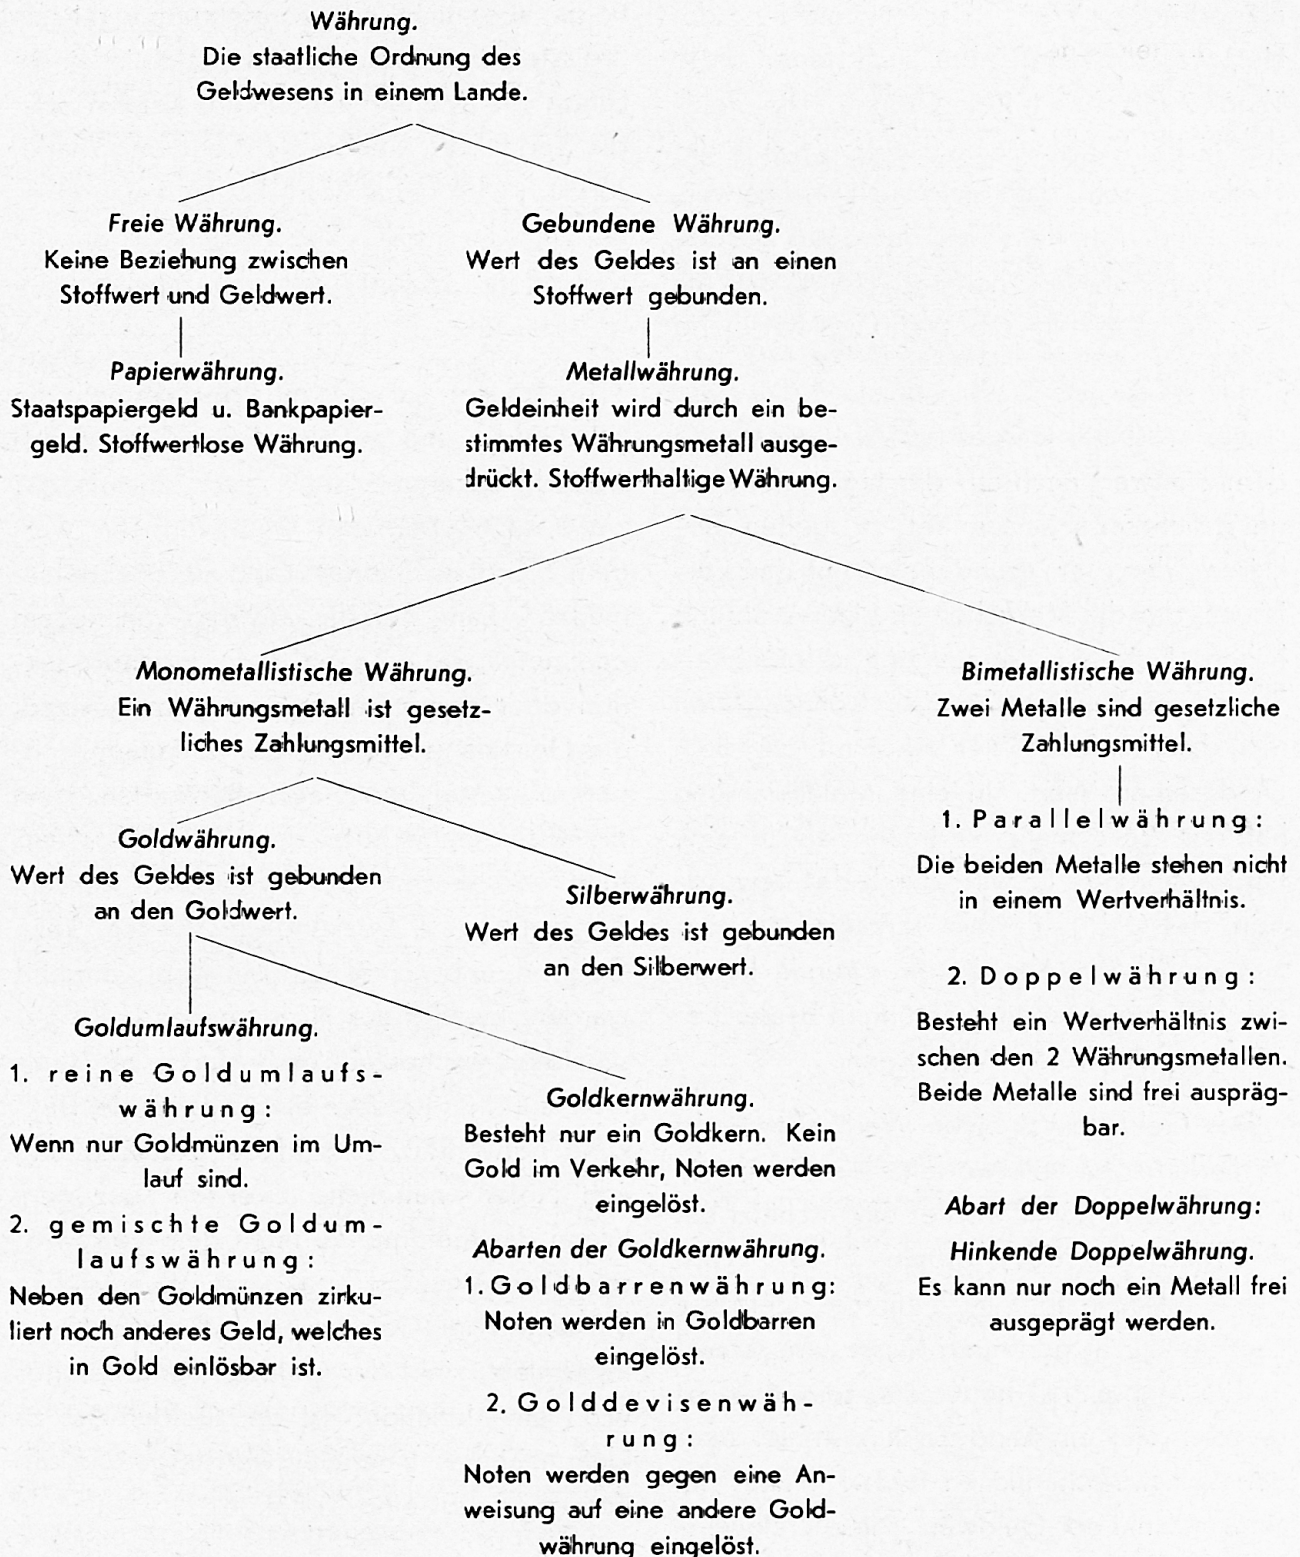 Währung.
Die staatliche Ordnung des
Geldwesens in einem Lande.
Freie Währung.
Keine Beziehung zwischen
Stoffwert und Geldwert.
Papierwährung.
Staatspapiergeld u. Bankpapier-
geld. Stoffwertlose Währung.
Gebundene Währung.
Wert des Geldes ist an einen
Stoffwert gebunden.
Metallwährung.
Geldeinheit wird durch ein be-
stimmtes Währungsmetall ausge-
drückt. Stoffwerthaltige Währung.
Monometallistische Währung.
Ein Währungsmetall ist gesetz-
liches Zahlungsmittel.
Goldwährung.
Wert des Geldes ist gebunden
an den Goldwert.
Goldumlaufswährung.
1. reine Goldumlaufs-
währung:
Wenn nur Goldmünzen im Um-
lauf sind.
2. gemischte Goldum-
laufswährung:
Neben den Goldmünzen zirku-
liert noch anderes Geld, welches
in Gold einlösbar ist.
Silberwährung.
Wert des Geldes ist gebunden
an den Silberwert.
Goldkernwährung.
Besteht nur ein Goldkern. Kein
Gold im Verkehr, Noten werden
eingelöst.
Abarten der Goldkernwährung.
1. Goldbarrenwährung:
Noten werden in Goldbarren
eingelöst.
2. Golddevisenwäh-
rung:
Noten werden gegen eine An-
weisung auf eine andere Gold-
währung eingelöst.
Bimetallistische Währung.
Zwei Metalle sind gesetzliche
Zahlungsmittel.
1. Parallelwährung:
Die beiden Metalle stehen nicht
in einem Wertverhältnis.
2. Doppelwährung:
Besteht ein Wertverhältnis zwi-
schen den 2 Währungsmetallen.
Beide Metalle sind frei auspräg-
bar.
Abart der Doppelwährung:
Hinkende Doppelwährung.
Es kann nur noch ein Metall frei
ausgeprägt werden.